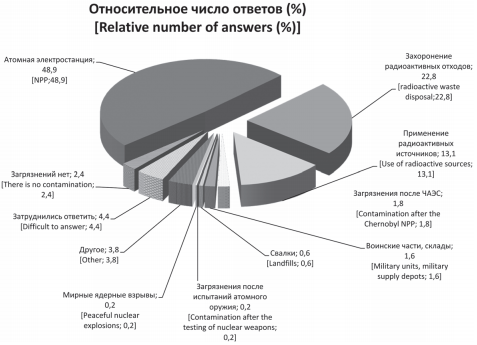 Относительное число ответов (%)
[Relative number of answers (%)]
Атомная электростанция;
48,9
[NPP;48,9]
Захоронение
радиоактивных отходов;
22,8
[radioactive waste
disposal;22,8]
Применение
радиоактивных
источников; 13,1
[Use of radioactive sources;
13,1]
Загрязнения после ЧАЭС;
1,8
[Contamination after the
Chernobyl NPP; 1,8]
Воинские части, склады;
1,6
[Military units, military
supply depots; 1,6]
Свалки; 0,6
[Landfills; 0,6]
Загрязнения после
испытаний атомного
оружия; 0,2
[Contamination after the
testing of nuclear weapons;
0,2]
Мирные ядерные взрывы;
0,2
[Peaceful nuclear
explosions; 0,2]
Другое; 3,8
[Other; 3,8]
Затруднились ответить; 4,4
[Difficult to answer; 4,4]
Загрязнений нет; 2,4
[There is no contamination;
2,4]